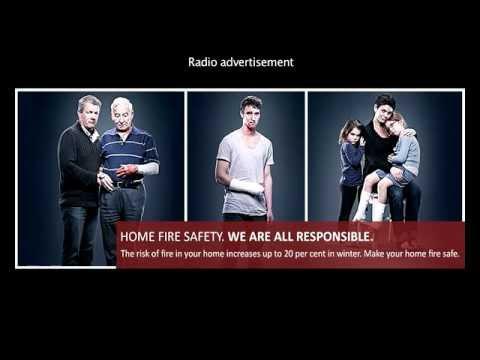 Radio advertisement
HOME FIRE SAFETY. WE ARE ALL RESPONSIBLE.
The risk of fire in your home increases up to 20 per cent in winter. Make your home fire safe.